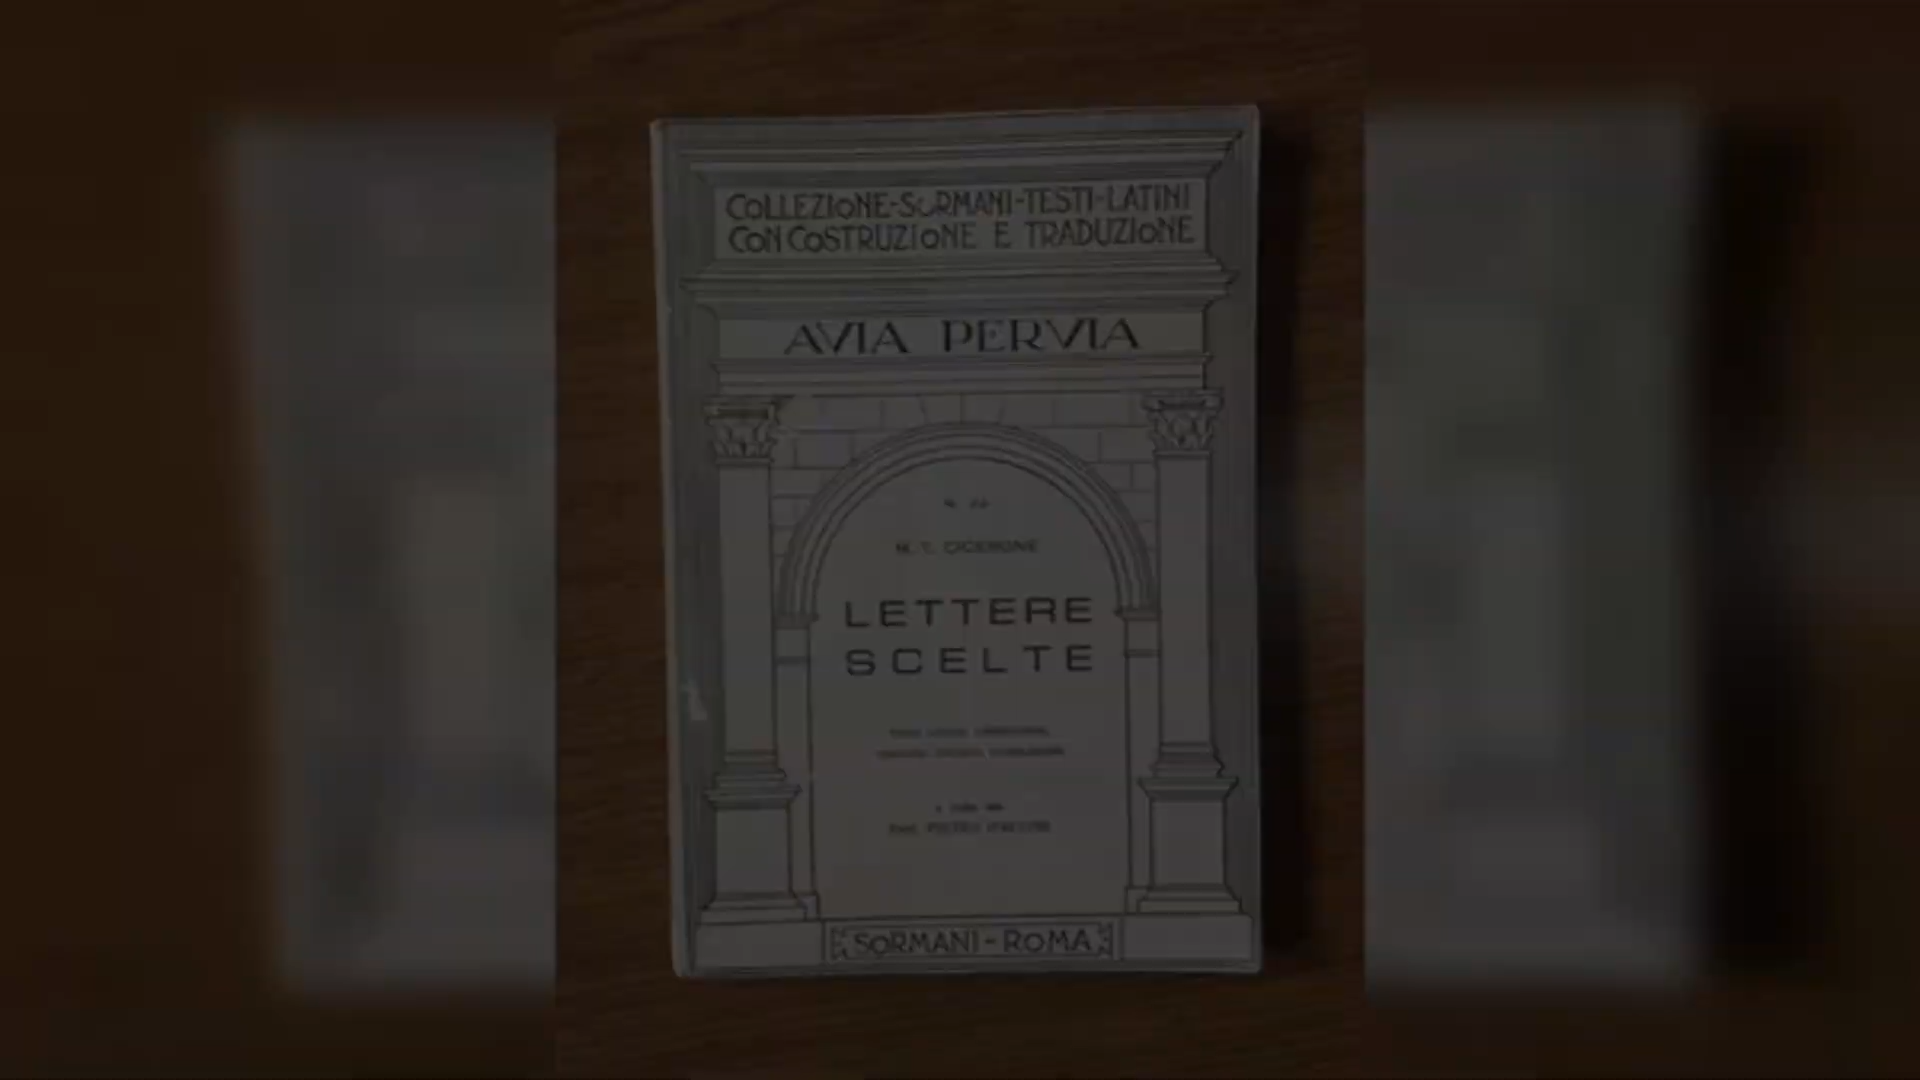 COLLEZIONE-SORMANI-TESTI-LATINI
CON COSTRUZIONE E TRADUZIONE
AVIA PERVIA
M. T. CICERONE
LETTERE
SCELTE
SORMANI-ROMA